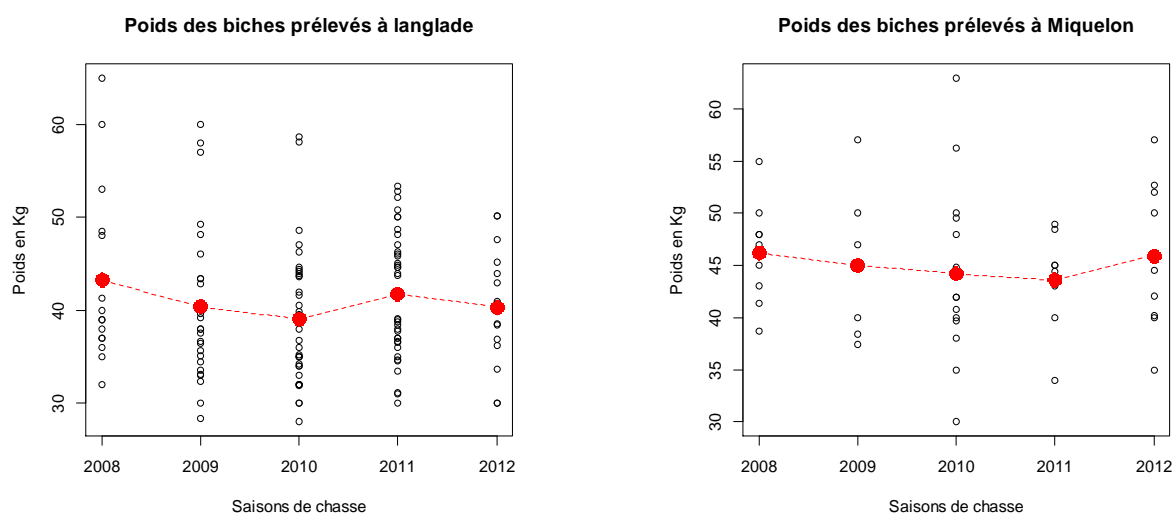 Poids des biches prélevés à langlade
Poids en Kg
60
50
40
30
2008 2009 2010 2011 2012
Saisons de chasse
Poids des biches prélevés à Miquelon
Poids en Kg
60
55
50
45
40
35
30
2008 2009 2010 2011 2012
Saisons de chasse